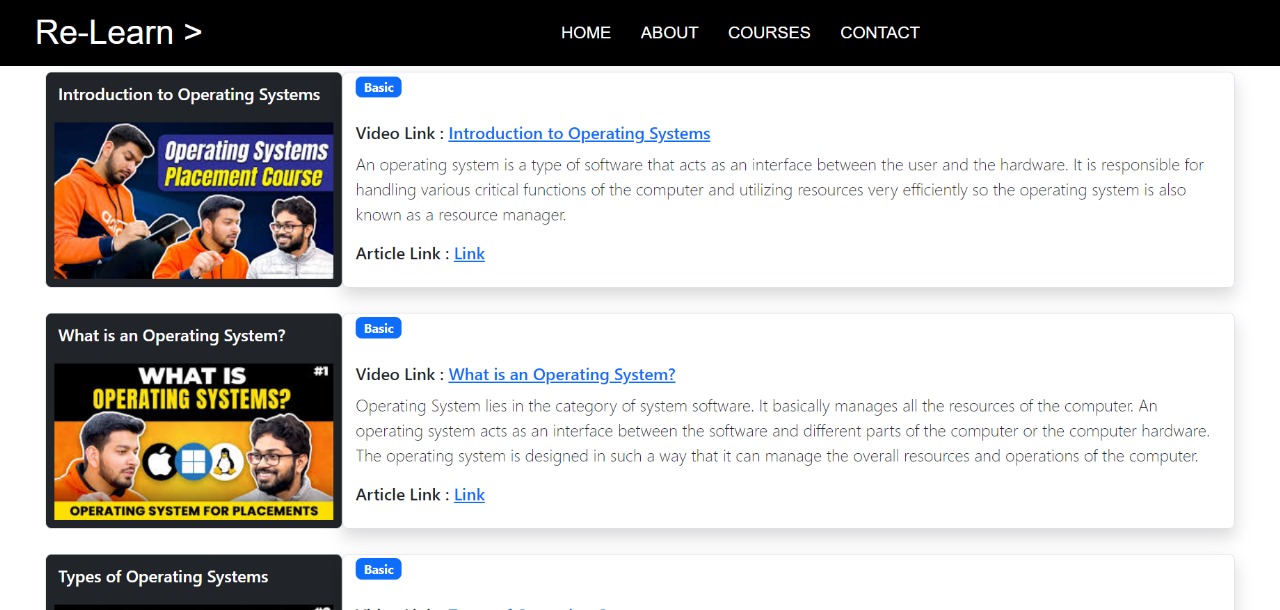 Re-Learn >
HOME ABOUT COURSES CONTACT
Introduction to Operating Systems
Operating Systems
Placement Course
Basic
Video Link : Introduction to Operating Systems
An operating system is a type of software that acts as an interface between the user and the hardware. It is responsible for
handling various critical functions of the computer and utilizing resources very efficiently so the operating system is also
known as a resource manager.
Article Link : Link
What is an Operating System?
WHAT IS
#1
OPERATING SYSTEMS?
OPERATING SYSTEM FOR PLACEMENTS
Basic
Video Link : What is an Operating System?
Operating System lies in the category of system software. It basically manages all the resources of the computer. An
operating system acts as an interface between the software and different parts of the computer or the computer hardware.
The operating system is designed in such a way that it can manage the overall resources and operations of the computer.
Article Link : Link
Types of Operating Systems
Basic